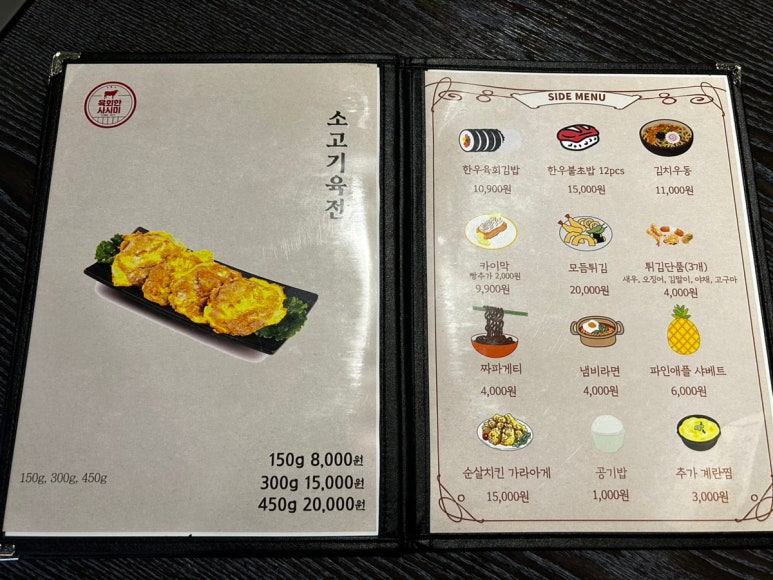 육회한
사시미
소고기육전
150g, 300g, 450g
150g 8,000원
300g 15,000원
450g 20,000원
SIDE MENU
한우육회김밥
10,900원
한우불초밥 12pcs
15,000원
김치우동
11,000원
카이막
빵추가 2,000원
9,900원
모듬튀김
20,000원
튀김단품(3개)
새우, 오징어, 김말이, 야채, 고구마
4,000원
짜파게티
4,000원
냄비라면
4,000원
파인애플 샤베트
6,000원
순살치킨 가라아게
15,000원
공기밥
1,000원
추가 계란찜
3,000원